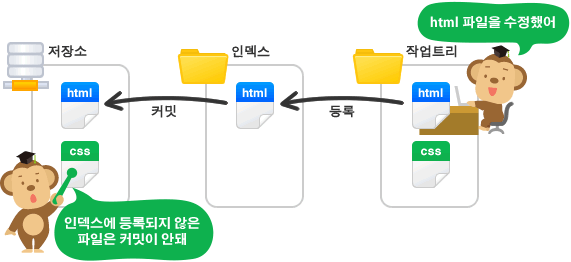 html 파일을 수정했어
저장소
인덱스
작업트리
html
html
html
커밋
등록
css
css
인덱스에 등록되지 않은
파일은 커밋이 안돼